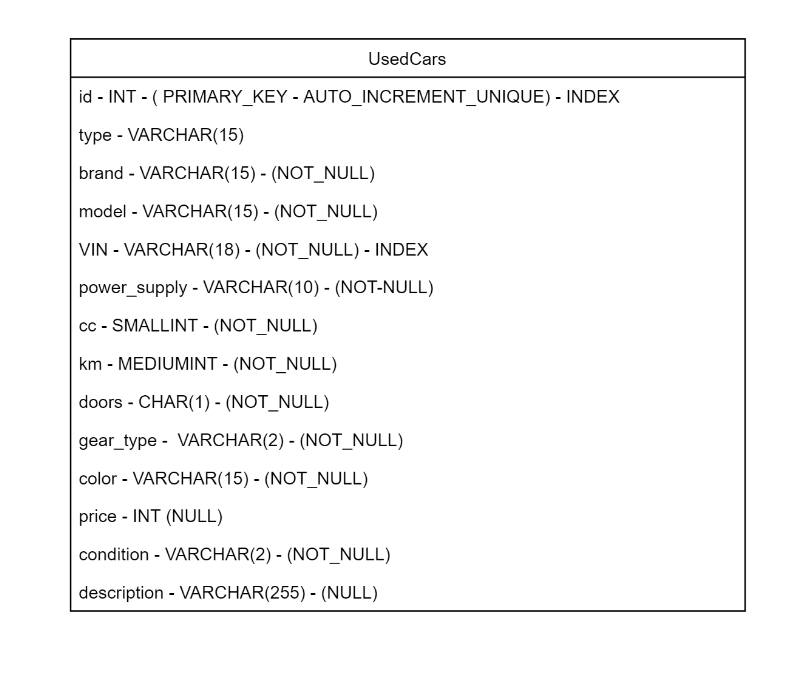 UsedCars
id - INT - ( PRIMARY_KEY - AUTO_INCREMENT_UNIQUE) - INDEX
type - VARCHAR(15)
brand - VARCHAR(15) - (NOT_NULL)
model - VARCHAR(15) - (NOT_NULL)
VIN - VARCHAR(18) - (NOT_NULL) - INDEX
power_supply - VARCHAR(10) - (NOT-NULL)
cc - SMALLINT - (NOT_NULL)
km - MEDIUMINT - (NOT_NULL)
doors - CHAR(1) - (NOT_NULL)
gear_type -  VARCHAR(2) - (NOT_NULL)
color - VARCHAR(15) - (NOT_NULL)
price - INT (NULL)
condition - VARCHAR(2) - (NOT_NULL)
description - VARCHAR(255) - (NULL)